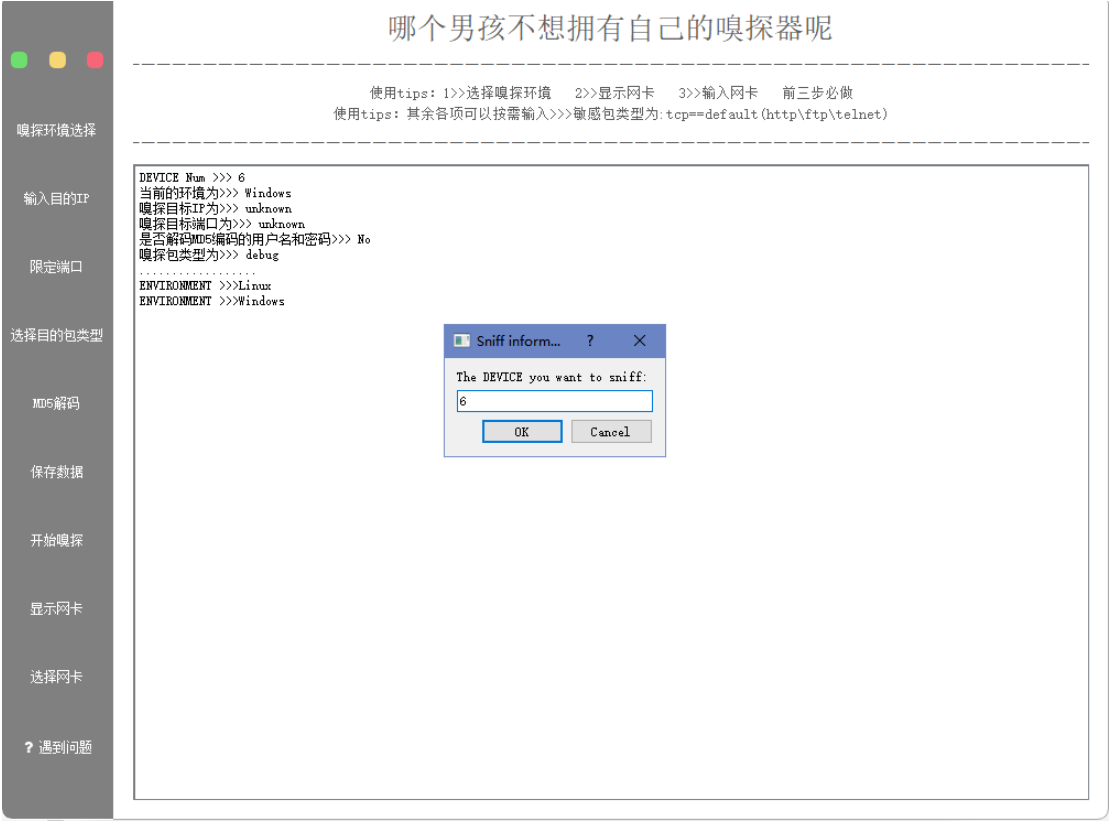 哪个男孩不想拥有自己的嗅探器呢
使用tips: 1>>选择嗅探环境 2>>显示网卡 3>>输入网卡 前三步必做
使用tips: 其余各项可以按需输入>>>敏感包类型为:tcp==default(http\ftp\telnet)
嗅探环境选择
输入目的IP
限定端口
选择目的包类型
MD5解码
保存数据
开始嗅探
显示网卡
选择网卡
? 遇到问题
DEVICE Num >>> 6
当前的环境为>>> Windows
嗅探目标IP为>>> unknown
嗅探目标端口为>>> unknown
是否解码MD5编码的用户名和密码>>> No
嗅探包类型为>>> debug
..................
ENVIRONMENT >>>Linux
ENVIRONMENT >>>Windows
Sniff inform... ?
The DEVICE you want to sniff:
6
OK Cancel